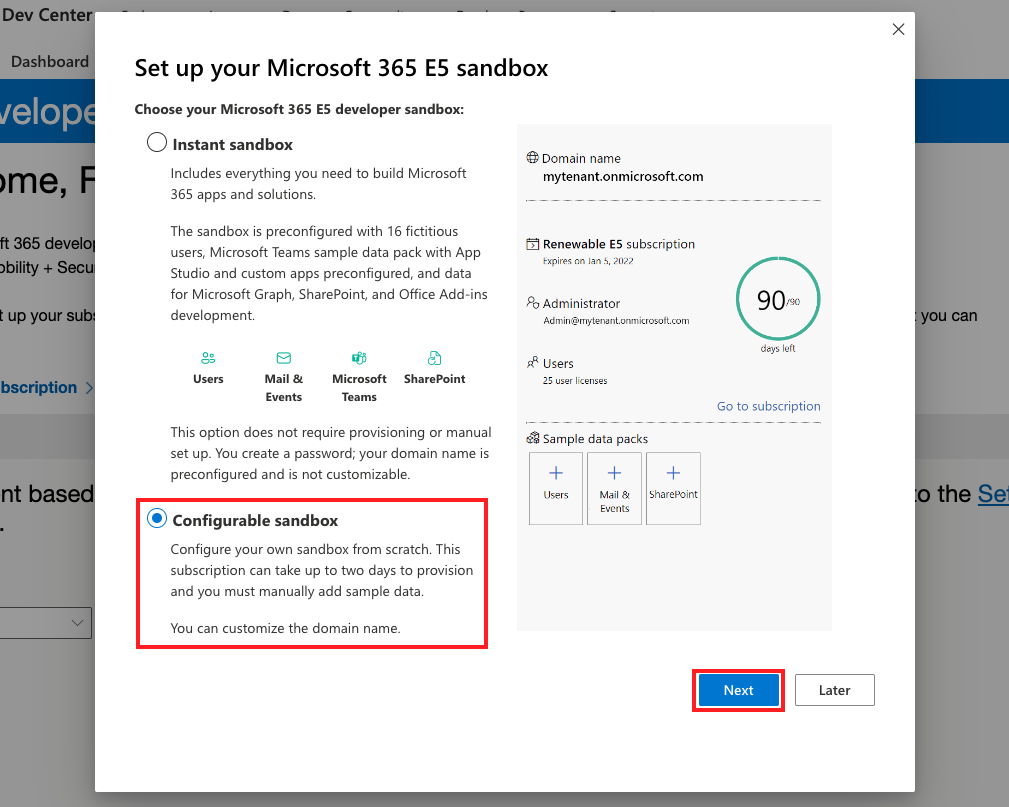 Dev Center
Dashboard
velope
ome, F
ft 365 develop
obility + Secur
t up your subs
you can
bscription
nt based
to the Set
.
Set up your Microsoft 365 E5 sandbox
Choose your Microsoft 365 E5 developer sandbox:
Instant sandbox
Includes everything you need to build Microsoft
365 apps and solutions.
The sandbox is preconfigured with 16 fictitious
users, Microsoft Teams sample data pack with App
Studio and custom apps preconfigured, and data
for Microsoft Graph, SharePoint, and Office Add-ins
development.
Users
Mail &
Events
Microsoft
Teams
SharePoint
This option does not require provisioning or manual
set up. You create a password; your domain name is
preconfigured and is not customizable.
Configurable sandbox
Configure your own sandbox from scratch. This
subscription can take up to two days to provision
and you must manually add sample data.
You can customize the domain name.
Domain name
mytenant.onmicrosoft.com
Renewable E5 subscription
Expires on Jan 5, 2022
Administrator
Admin@mytenant.onmicrosoft.com
90/90
days left
Users
25 user licenses
Go to subscription
Sample data packs
Users
Mail &
Events
SharePoint
Next
Later